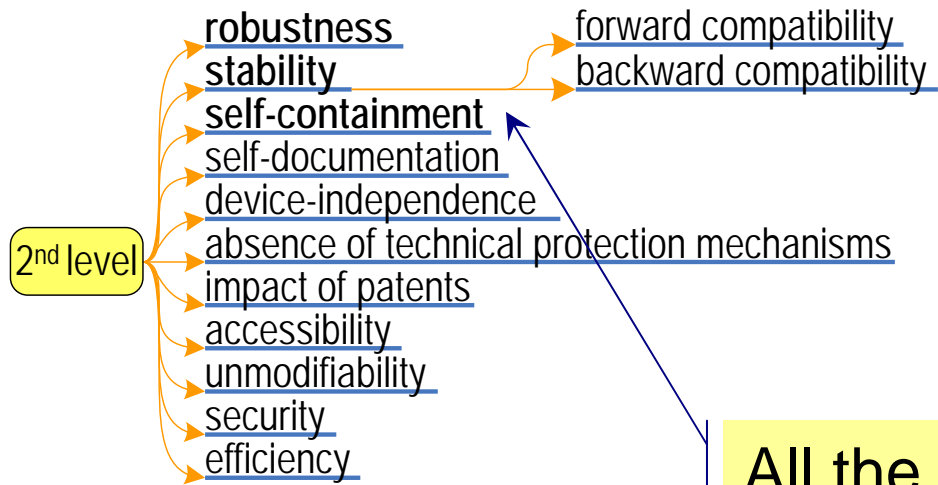 robustness
stability
self-containment
self-documentation
device-independence
absence of technical protection mechanisms
impact of patents
accessibility
unmodifiability
security
efficiency
2nd level
forward compatibility
backward compatibility
All the